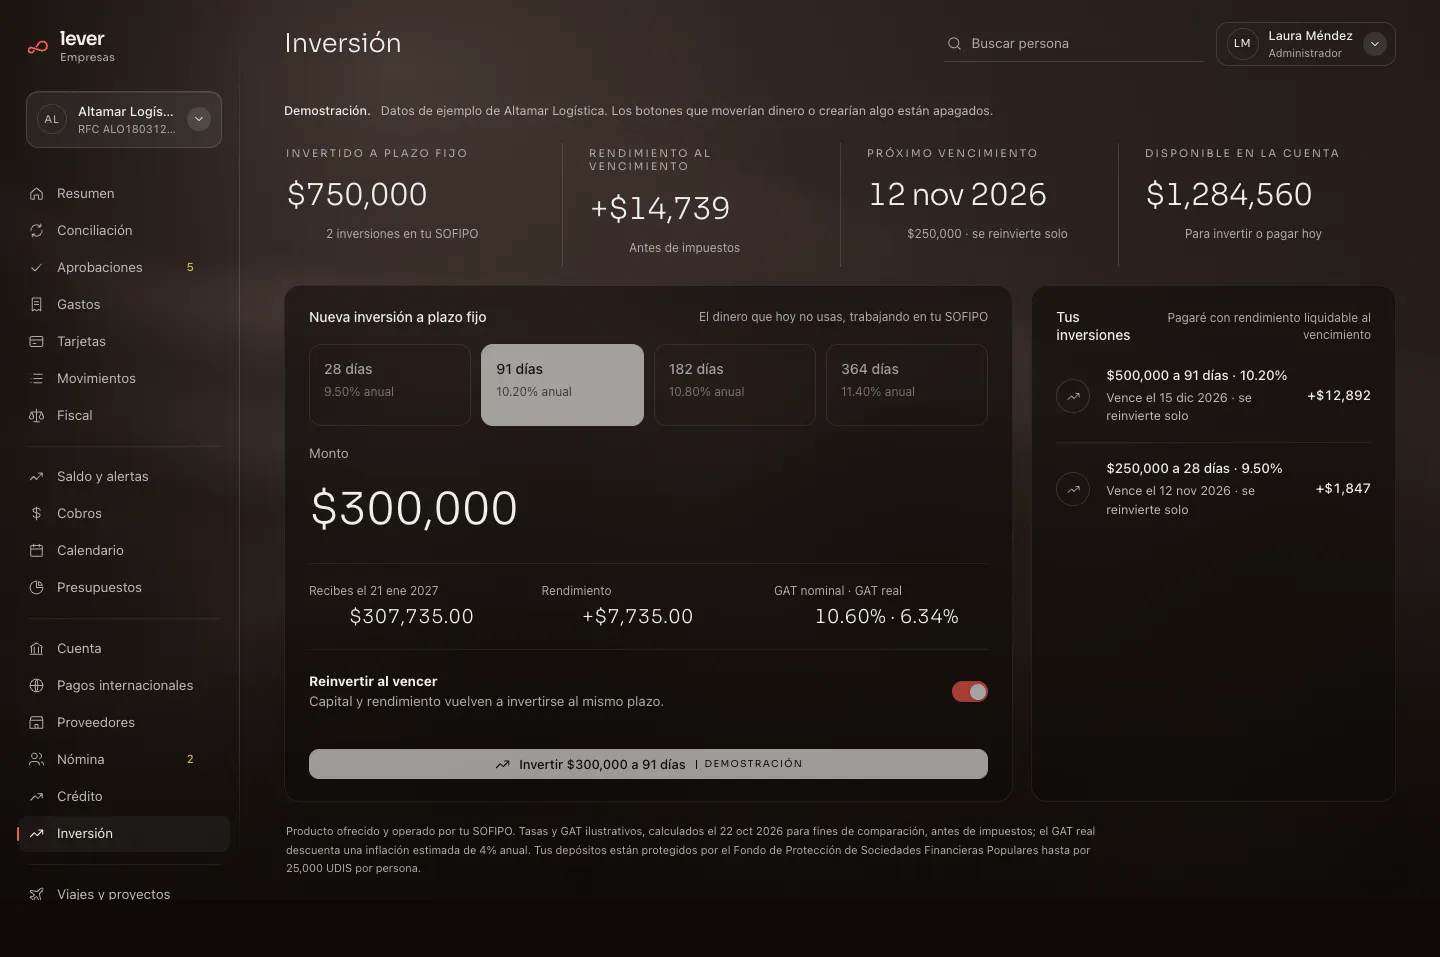 lever
Empresas
AL
Altamar Logís...
RFC ALO180312...
Resumen
Conciliación
Aprobaciones 5
Gastos
Tarjetas
Movimientos
Fiscal
Saldo y alertas
Cobros
Calendario
Presupuestos
Cuenta
Pagos internacionales
Proveedores
Nómina 2
Crédito
Inversión
Viajes y proyectos
Inversión
Buscar persona
LM
Laura Méndez
Administrador
Demostración. Datos de ejemplo de Altamar Logística. Los botones que moverían dinero o crearían algo están apagados.
INVERTIDO A PLAZO FIJO
$750,000
2 inversiones en tu SOFIPO
RENDIMIENTO AL
VENCIMIENTO
+$14,739
Antes de impuestos
PRÓXIMO VENCIMIENTO
12 nov 2026
$250,000 · se reinvierte solo
DISPONIBLE EN LA CUENTA
$1,284,560
Para invertir o pagar hoy
Nueva inversión a plazo fijo
El dinero que hoy no usas, trabajando en tu SOFIPO
28 días
9.50% anual
91 días
10.20% anual
182 días
10.80% anual
364 días
11.40% anual
Monto
$300,000
Recibes el 21 ene 2027
$307,735.00
Rendimiento
+$7,735.00
GAT nominal · GAT real
10.60% · 6.34%
Reinvertir al vencer
Capital y rendimiento vuelven a invertirse al mismo plazo.
Invertir $300,000 a 91 días | DEMOSTRACIÓN
Tus
inversiones
Pagaré con rendimiento liquidable al
vencimiento
$500,000 a 91 días · 10.20%
Vence el 15 dic 2026 · se
reinvierte solo
+$12,892
$250,000 a 28 días · 9.50%
Vence el 12 nov 2026 · se
reinvierte solo
+$1,847
Producto ofrecido y operado por tu SOFIPO. Tasas y GAT ilustrativos, calculados el 22 oct 2026 para fines de comparación, antes de impuestos; el GAT real
descuenta una inflación estimada de 4% anual. Tus depósitos están protegidos por el Fondo de Protección de Sociedades Financieras Populares hasta por
25,000 UDIS por persona.